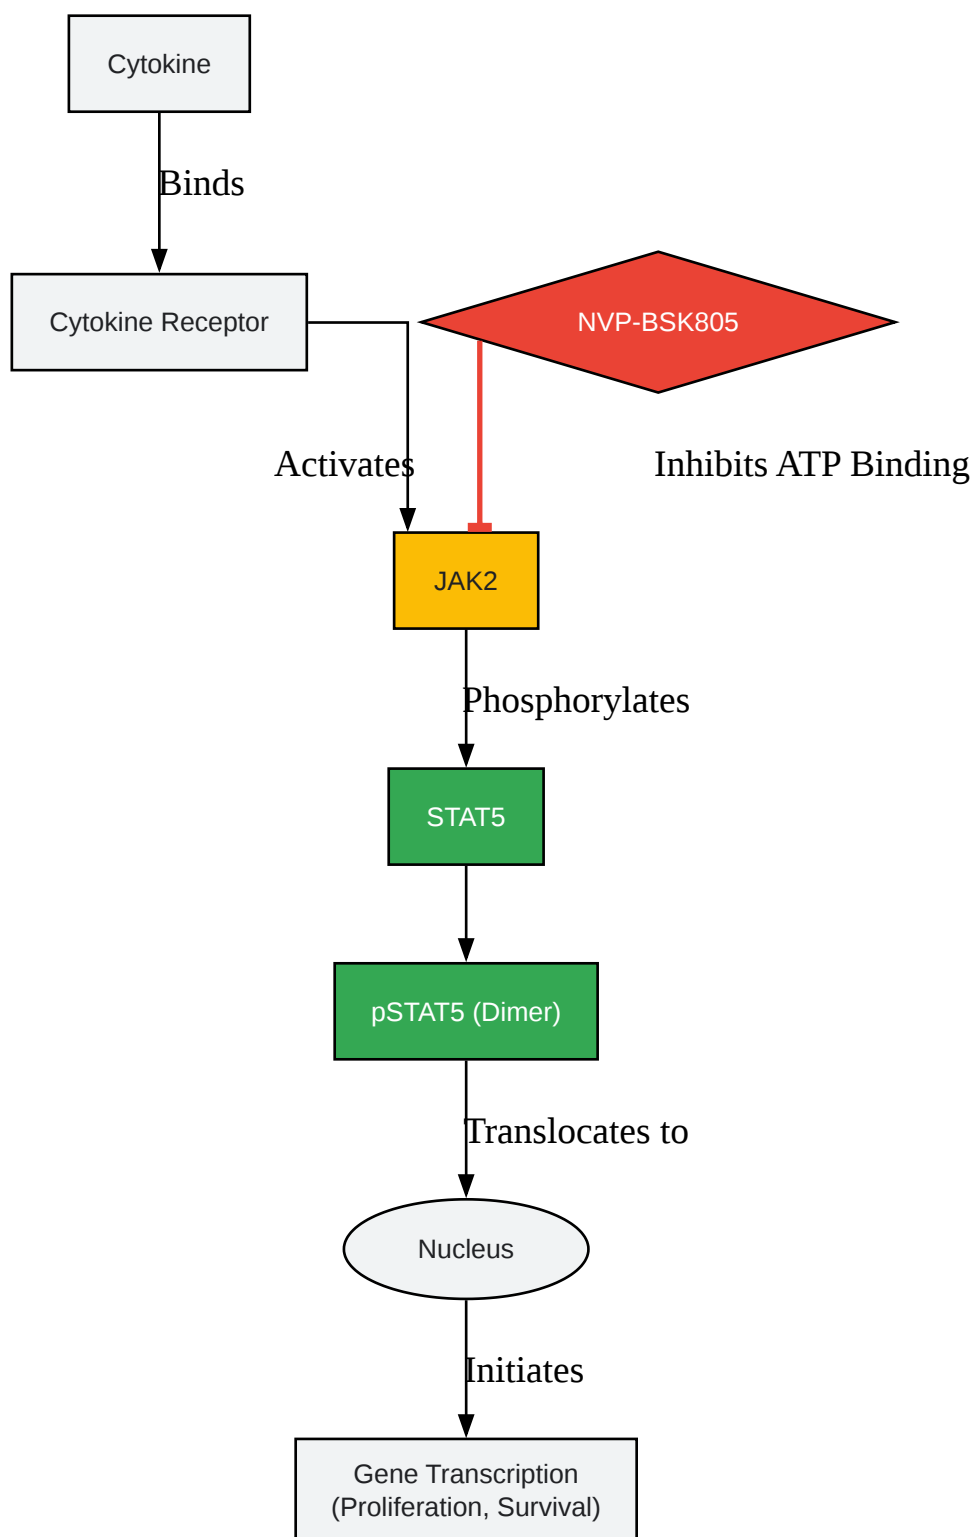 Cytokine
Binds
Cytokine Receptor
NVP-BSK805
Activates
Inhibits ATP Binding
JAK2
Phosphorylates
STAT5
pSTAT5 (Dimer)
Translocates to
Nucleus
Initiates
Gene Transcription
(Proliferation, Survival)